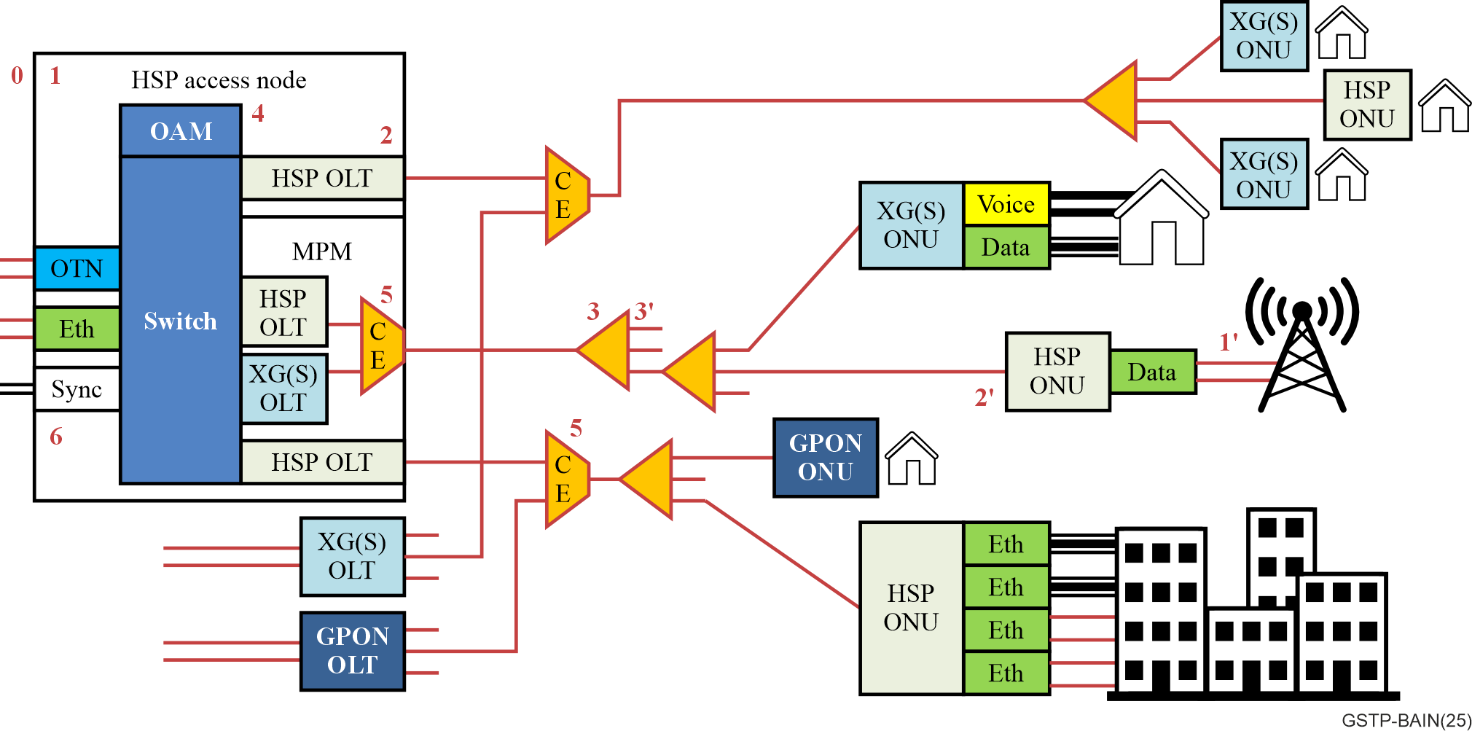 0
1
HSP access node
OAM
4
2
HSP OLT
MPM
OTN
Eth
Sync
6
Switch
HSP
OLT
XG(S)
OLT
5
C
E
HSP OLT
XG(S)
OLT
GPON
OLT
C
E
5
C
E
3
3'
XG(S)
ONU
HSP
ONU
XG(S)
ONU
XG(S)
ONU
Voice
Data
HSP
ONU
Data
1'
2'
GPON
ONU
HSP
ONU
Eth
Eth
Eth
Eth
GSTP-BAIN(25)